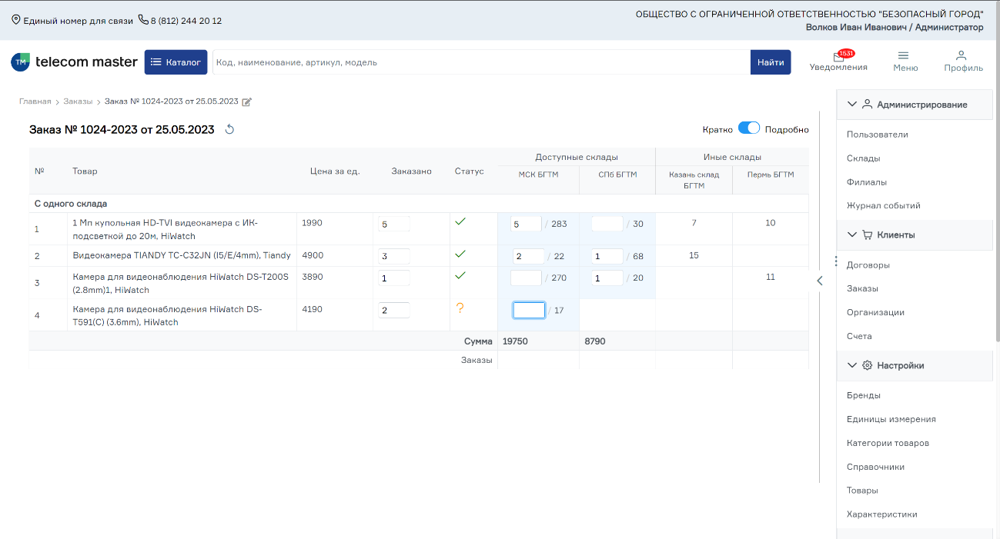 Единый номер для связи 8 (812) 244 20 12
ОБЩЕСТВО С ОГРАНИЧЕННОЙ ОТВЕТСТВЕННОСТЬЮ "БЕЗОПАСНЫЙ ГОРОД"
Волков Иван Иванович / Администратор
TM telecom master
Каталог
Код, наименование, артикул, модель
Найти
1531
Уведомления
Меню
Профиль
Главная > Заказы > Заказ № 1024-2023 от 25.05.2023
Заказ № 1024-2023 от 25.05.2023
Кратко Подробно
№ Товар Цена за ед. Заказано Статус Доступные склады Иные склады
МСК БГТМ СПб БГТМ Казань склад БГТМ Пермь БГТМ
С одного склада
1 1 Мп купольная HD-TVI видеокамера с ИК- 1990 5 5 / 283 / 30 7 10
подсветкой до 20м, HiWatch
2 Видеокамера TIANDY TC-C32JN (I5/E/4mm), Tiandy 4900 3 2 / 22 1 / 68 15
3 Камера для видеонаблюдения HiWatch DS-T200S 3890 1 / 270 1 / 20 11
(2.8mm)1, HiWatch
4 Камера для видеонаблюдения HiWatch DS- 4190 2 ? / 17
T591(C) (3.6mm), HiWatch
Сумма 19750 8790
Заказы
Администрирование
Пользователи
Склады
Филиалы
Журнал событий
Клиенты
Договоры
Заказы
Организации
Счета
Настройки
Бренды
Единицы измерения
Категории товаров
Справочники
Товары
Характеристики